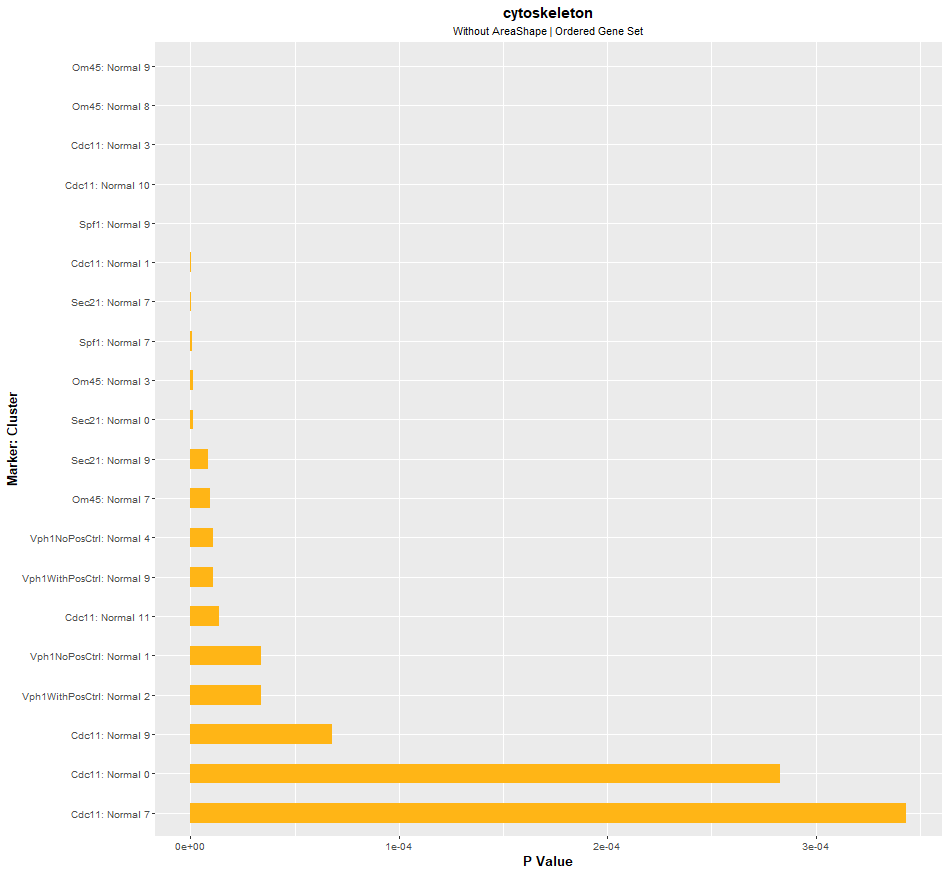 cytoskeleton
Without AreaShape | Ordered Gene Set
Om45: Normal 9
Om45: Normal 8
Cdc11: Normal 3
Cdc11: Normal 10
Spf1: Normal 9
Cdc11: Normal 1
Sec21: Normal 7
Spf1: Normal 7
Om45: Normal 3
Sec21: Normal 0
Sec21: Normal 9
Om45: Normal 7
Vph1NoPosCtrl: Normal 4
Vph1WithPosCtrl: Normal 9
Cdc11: Normal 11
Vph1NoPosCtrl: Normal 1
Vph1WithPosCtrl: Normal 2
Cdc11: Normal 9
Cdc11: Normal 0
Cdc11: Normal 7
Marker: Cluster
0e+00 1e-04 2e-04 3e-04
P Value